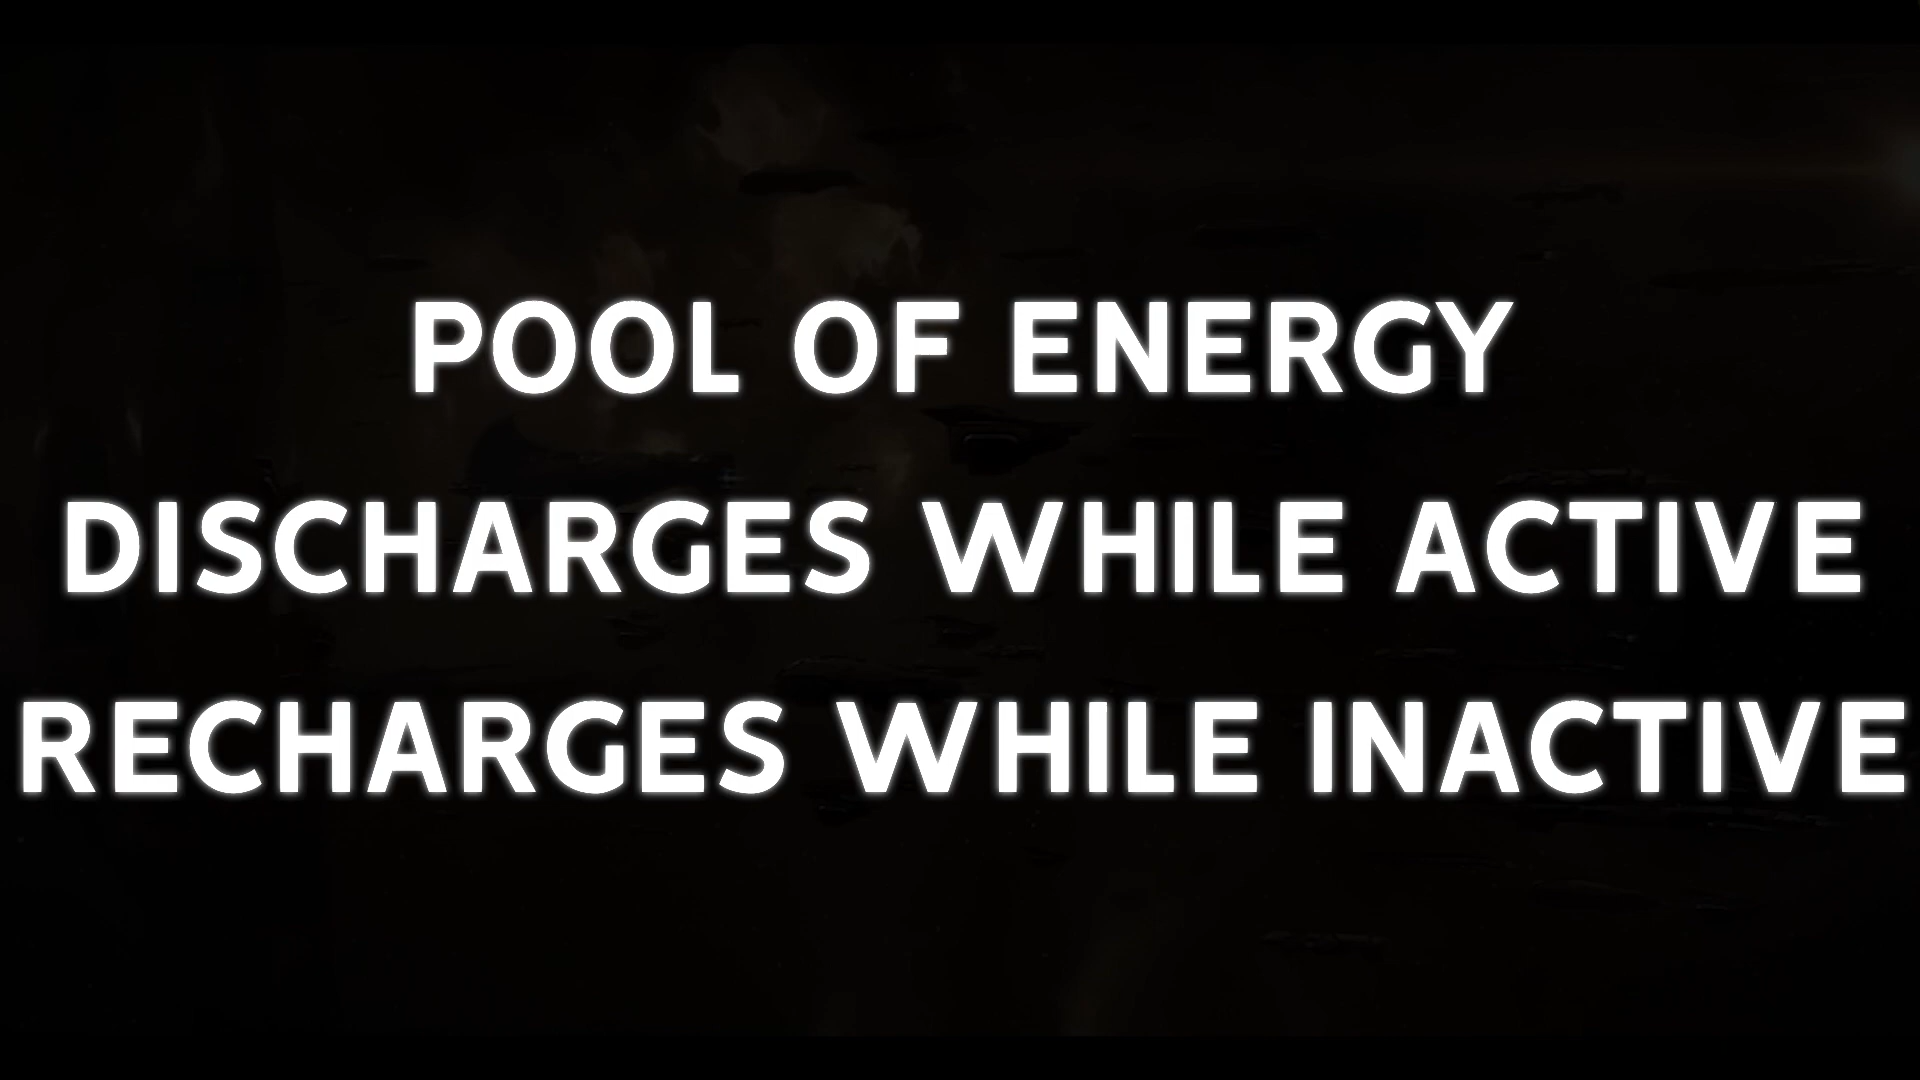 POOL OF ENERGY
DISCHARGES WHILE ACTIVE
RECHARGES WHILE INACTIVE